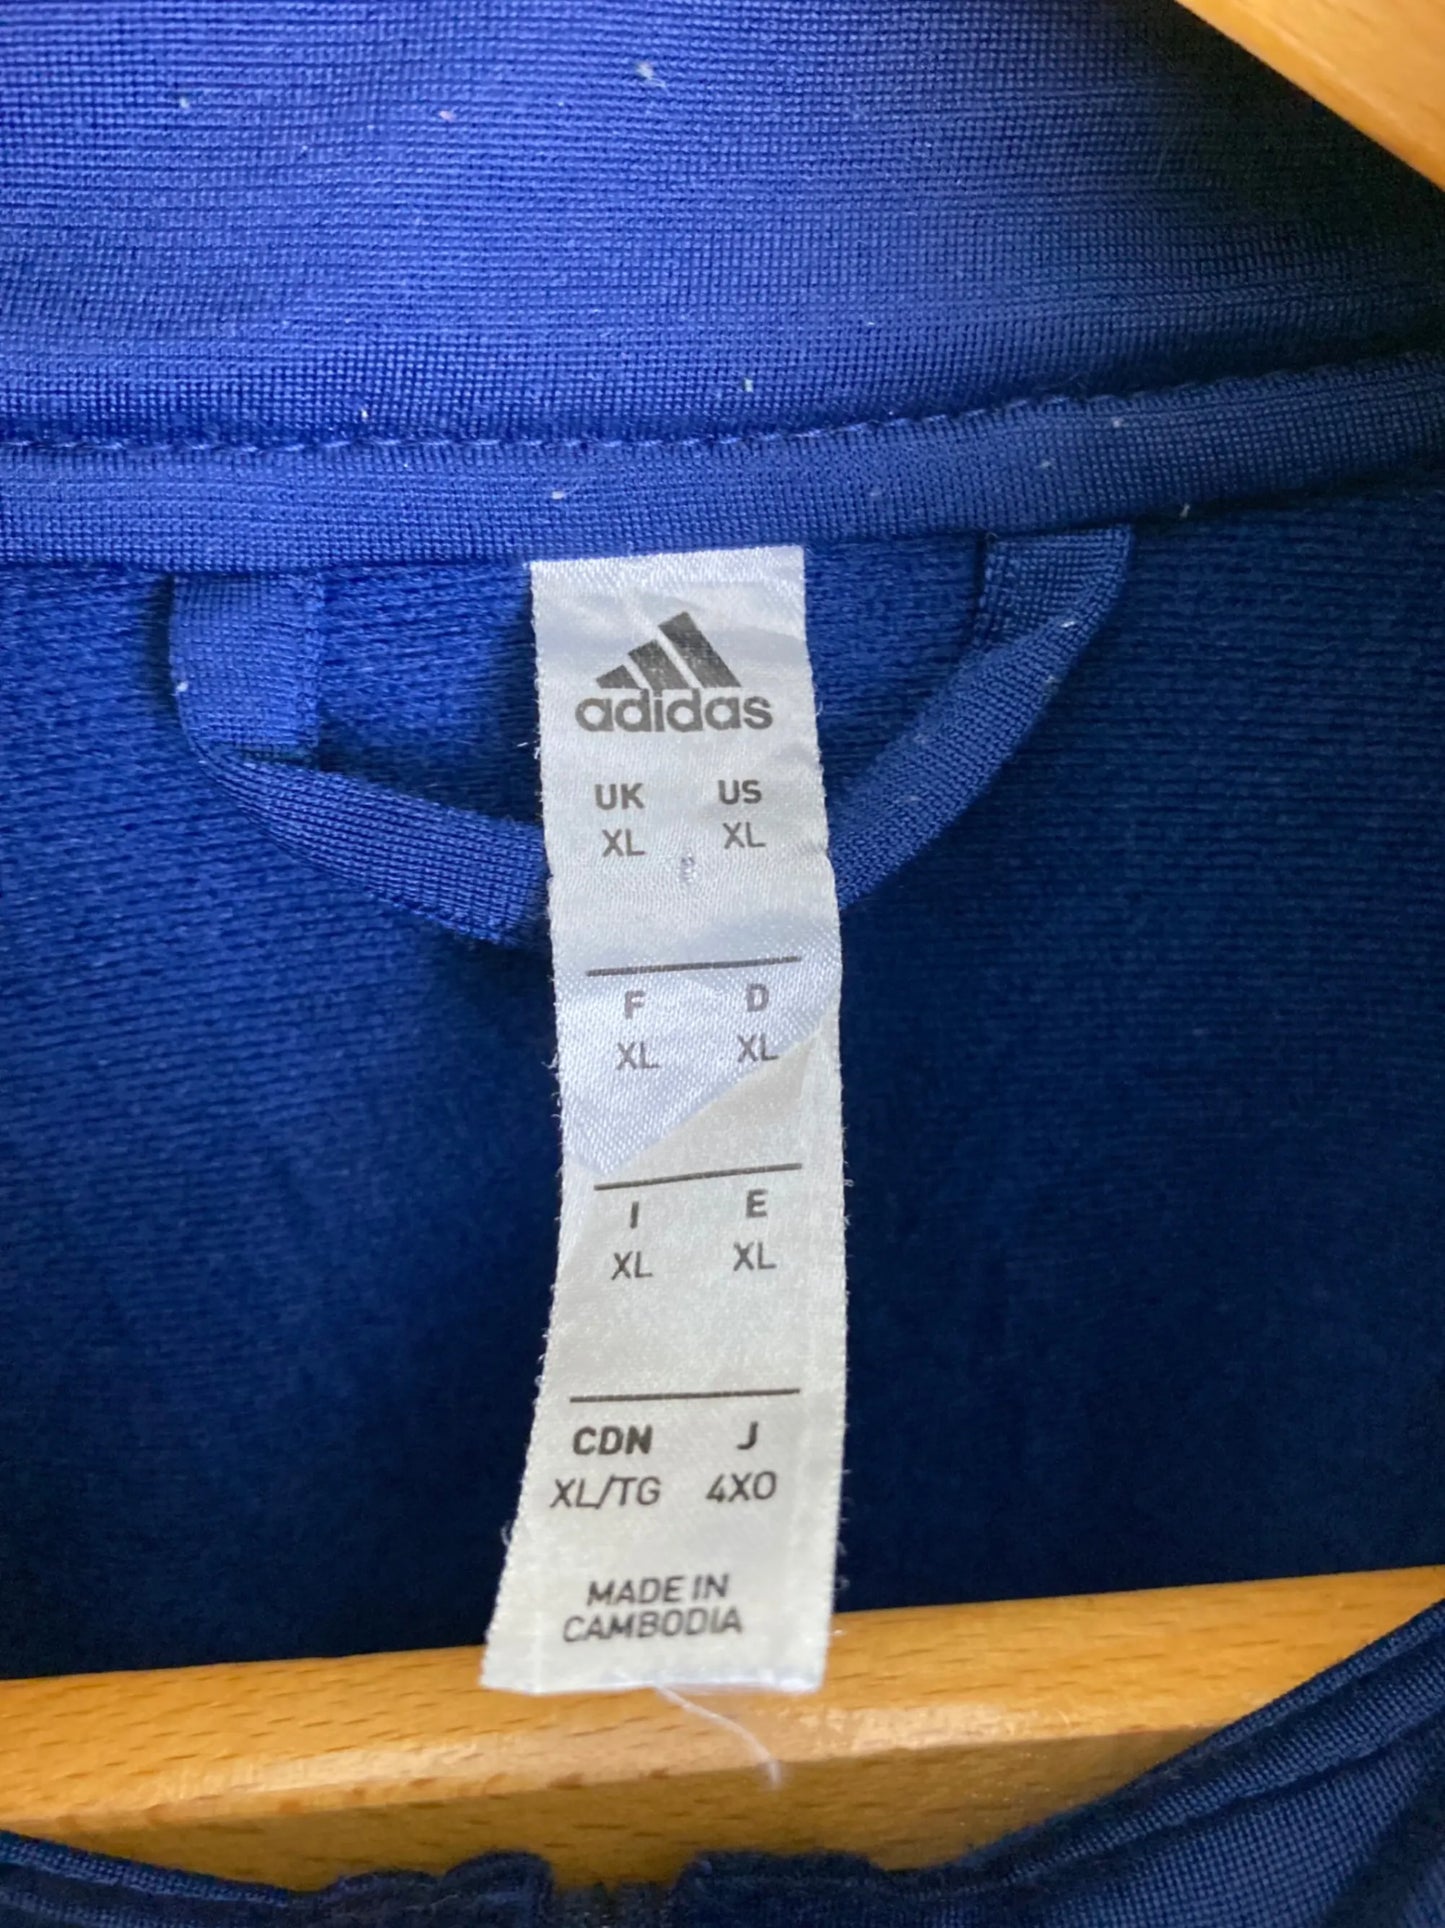 adidas
UK US
XL XL
F D
XL XL
I E
XL XL
CDN J
XL/TG 4XO
MADE IN
CAMBODIA